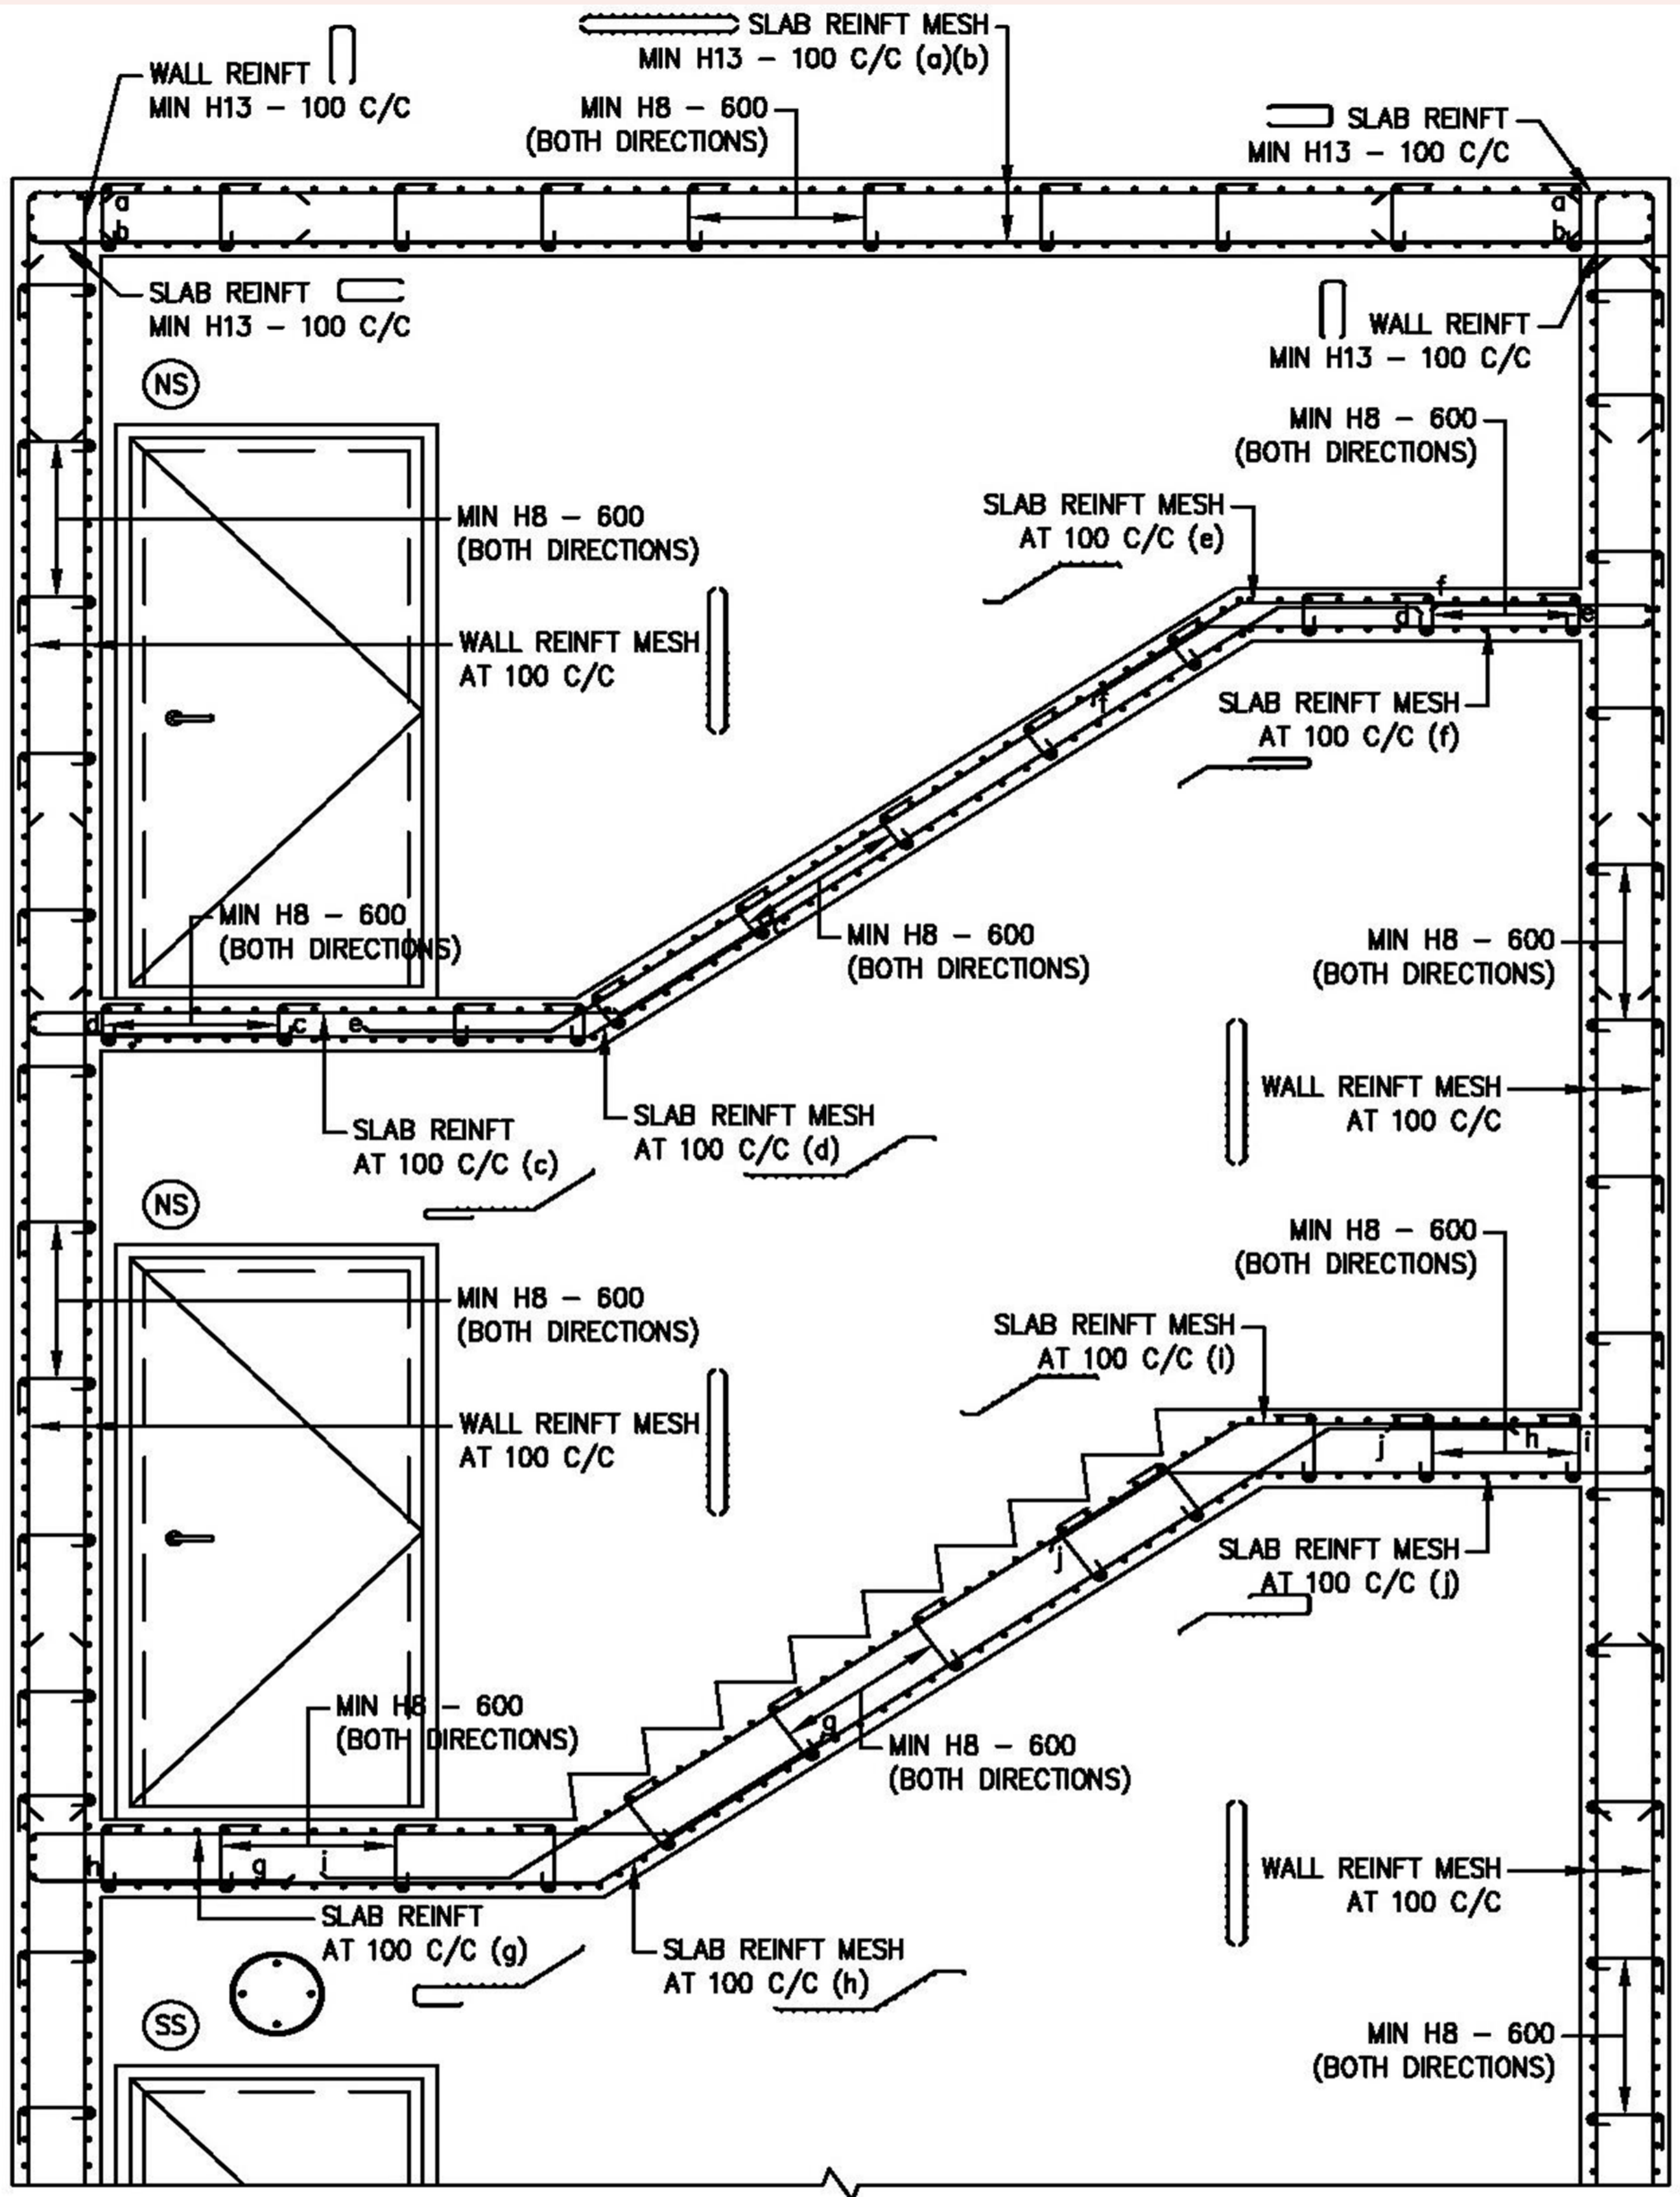 SLAB REINFT MESH
MIN H13 - 100 C/C (a)(b)
WALL REINFT
MIN H13 - 100 C/C
MIN H8 - 600
(BOTH DIRECTIONS)
SLAB REINFT
MIN H13 - 100 C/C
a
b
a
b
SLAB REINFT
MIN H13 - 100 C/C
WALL REINFT
MIN H13 - 100 C/C
NS
MIN H8 - 600
(BOTH DIRECTIONS)
MIN H8 - 600
(BOTH DIRECTIONS)
SLAB REINFT MESH
AT 100 C/C (e)
f
d
e
WALL REINFT MESH
AT 100 C/C
f
SLAB REINFT MESH
AT 100 C/C (f)
MIN H8 - 600
(BOTH DIRECTIONS)
c
MIN H8 - 600
(BOTH DIRECTIONS)
MIN H8 - 600
(BOTH DIRECTIONS)
d
c
e
WALL REINFT MESH
AT 100 C/C
SLAB REINFT
AT 100 C/C (c)
SLAB REINFT MESH
AT 100 C/C (d)
NS
MIN H8 - 600
(BOTH DIRECTIONS)
MIN H8 - 600
(BOTH DIRECTIONS)
SLAB REINFT MESH
AT 100 C/C (i)
j
h
i
WALL REINFT MESH
AT 100 C/C
SLAB REINFT MESH
AT 100 C/C (j)
j
MIN H8 - 600
(BOTH DIRECTIONS)
g
MIN H8 - 600
(BOTH DIRECTIONS)
h
g
i
WALL REINFT MESH
AT 100 C/C
SLAB REINFT
AT 100 C/C (g)
SLAB REINFT MESH
AT 100 C/C (h)
SS
MIN H8 - 600
(BOTH DIRECTIONS)